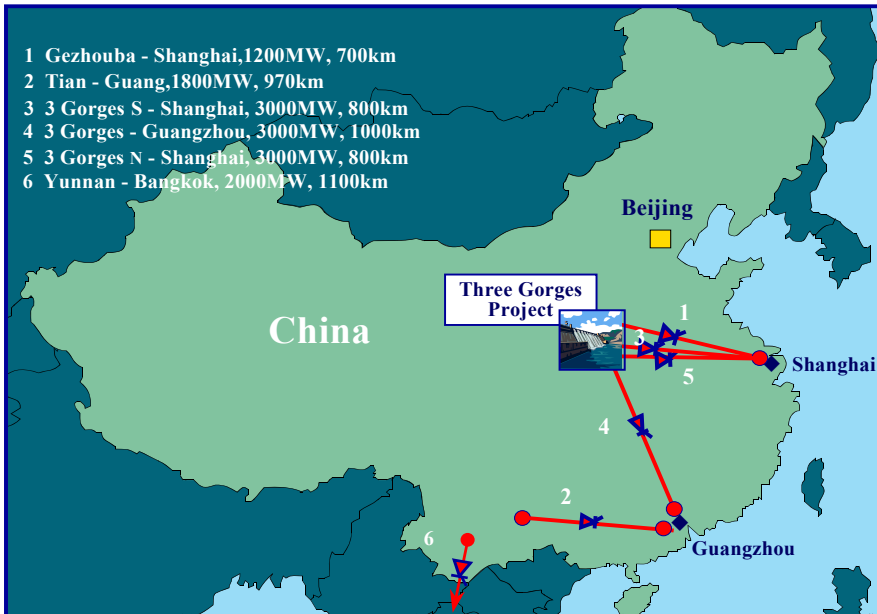 1 Gezhouba - Shanghai,1200MW, 700km
2 Tian - Guang,1800MW, 970km
3 3 Gorges S - Shanghai, 3000MW, 800km
4 3 Gorges - Guangzhou, 3000MW, 1000km
5 3 Gorges N - Shanghai, 3000MW, 800km
6 Yunnan - Bangkok, 2000MW, 1100km
Beijing
Three Gorges
Project
1
China
3
Shanghai
5
4
2
6
Guangzhou